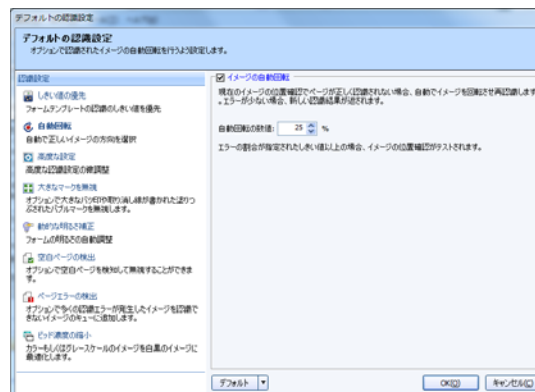 デフォルトの認識設定
デフォルトの認識設定
オプションで認識されたイメージの自動回転を行うよう設定します。
認識設定
しきい値の優先
フォームテンプレートの認識のしきい値を優先
自動回転
自動で正しいイメージの方向を選択
高度な設定
高度な認識設定の微調整
大きなマークを無視
オプションで大きなバツ印や取り消し線が書かれた塗りつ
ぶされたバブルマークを無視します。
動的な明るさ補正
フォームの明るさの自動調整
空白ページの検出
オプションで空白ページを検知して無視することができま
す。
ページエラーの検出
オプションで多くの認識エラーが発生したイメージを認識で
きないイメージのキューに追加します。
ビット濃度の縮小
カラーもしくはグレースケールのイメージを白黒のイメージに
最適化します。
イメージの自動回転
現在のイメージの位置確認でページが正しく認識されない場合、自動でイメージを回転させ再認識します
。エラーが少ない場合、新しい認識結果が返されます。
自動回転の数値: 25 %
エラーの割合が指定されたしきい値以上の場合、イメージの位置確認がテストされます。
デフォルト
OK(O)
キャンセル(C)